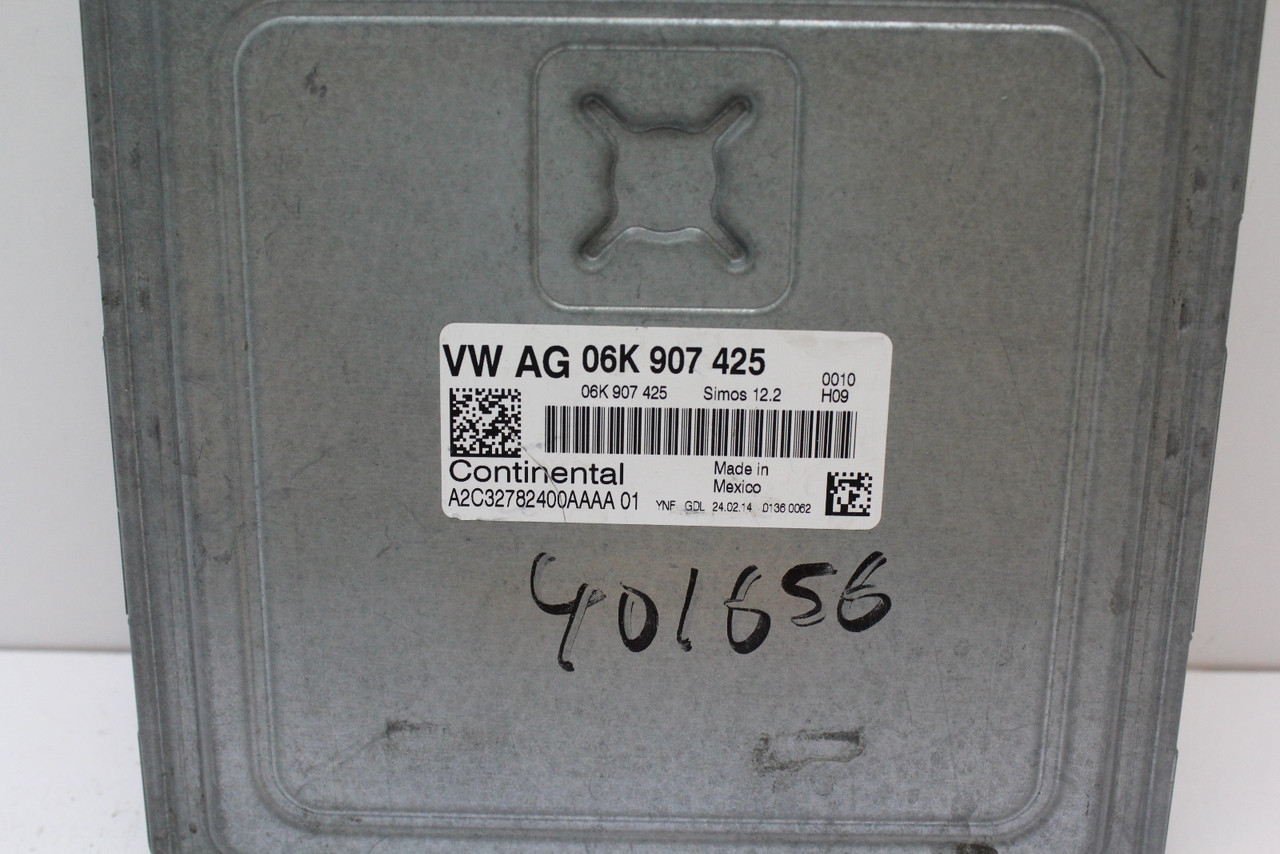 VW AG 06K 907 425
06K 907 425 Simos 12.2 0010
H09
Continental Made in
Mexico
A2C32782400AAAA 01 YNF GDL 24.02.14 0136 0062
401656